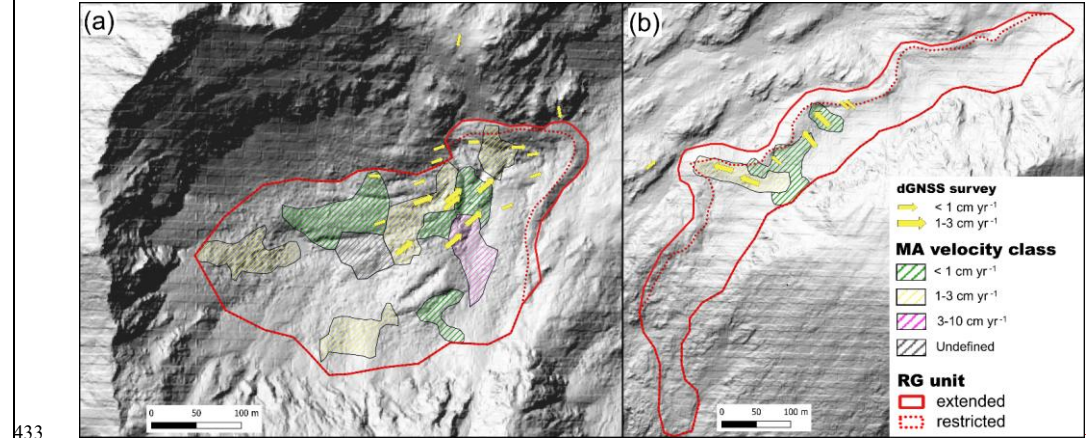 (a)
(b)
dGNSS survey
< 1 cm yr⁻¹
1-3 cm yr⁻¹
MA velocity class
< 1 cm yr⁻¹
1-3 cm yr⁻¹
3-10 cm yr⁻¹
Undefined
RG unit
extended
restricted
0 50 100 m
0 50 100 m
433